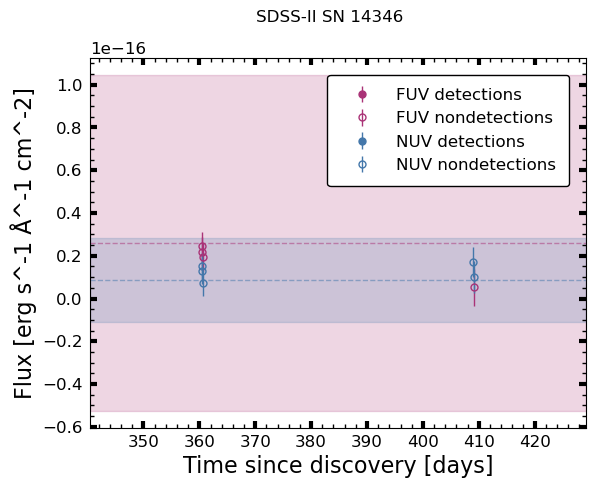 SDSS-II SN 14346
1e−16
Flux [erg s^-1 Å^-1 cm^-2]
1.0
0.8
0.6
0.4
0.2
0.0
−0.2
−0.4
−0.6
FUV detections
FUV nondetections
NUV detections
NUV nondetections
350 360 370 380 390 400 410 420
Time since discovery [days]